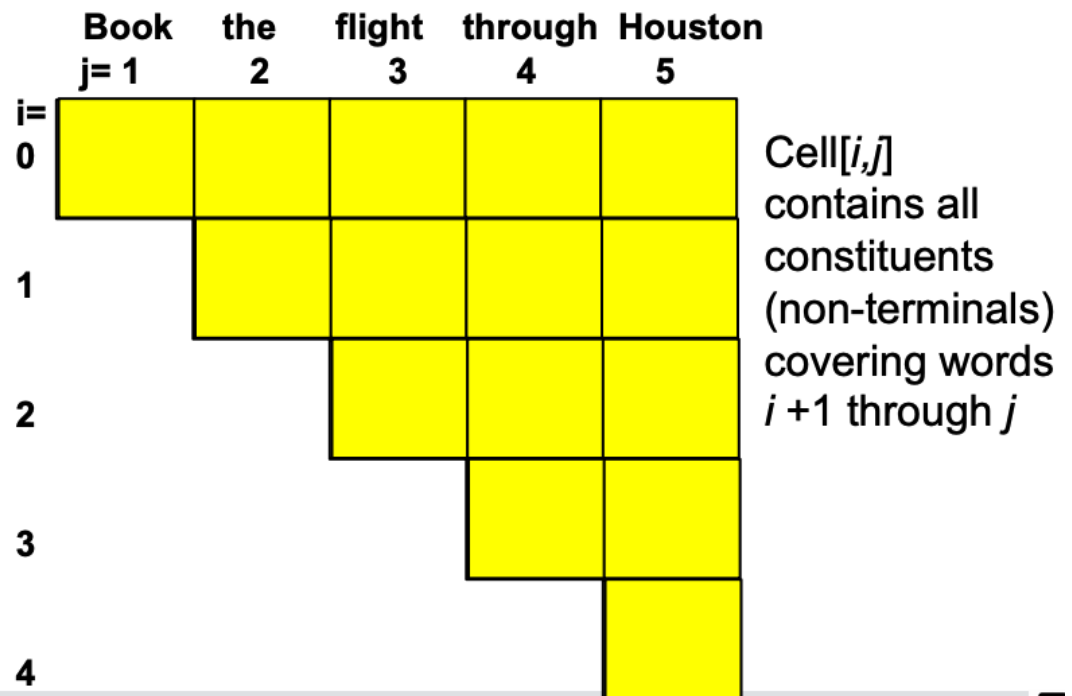 Book the flight through Houston
j= 1 2 3 4 5
i=
0
Cell[i,j]
contains all
constituents
(non-terminals)
covering words
i +1 through j
1
2
3
4